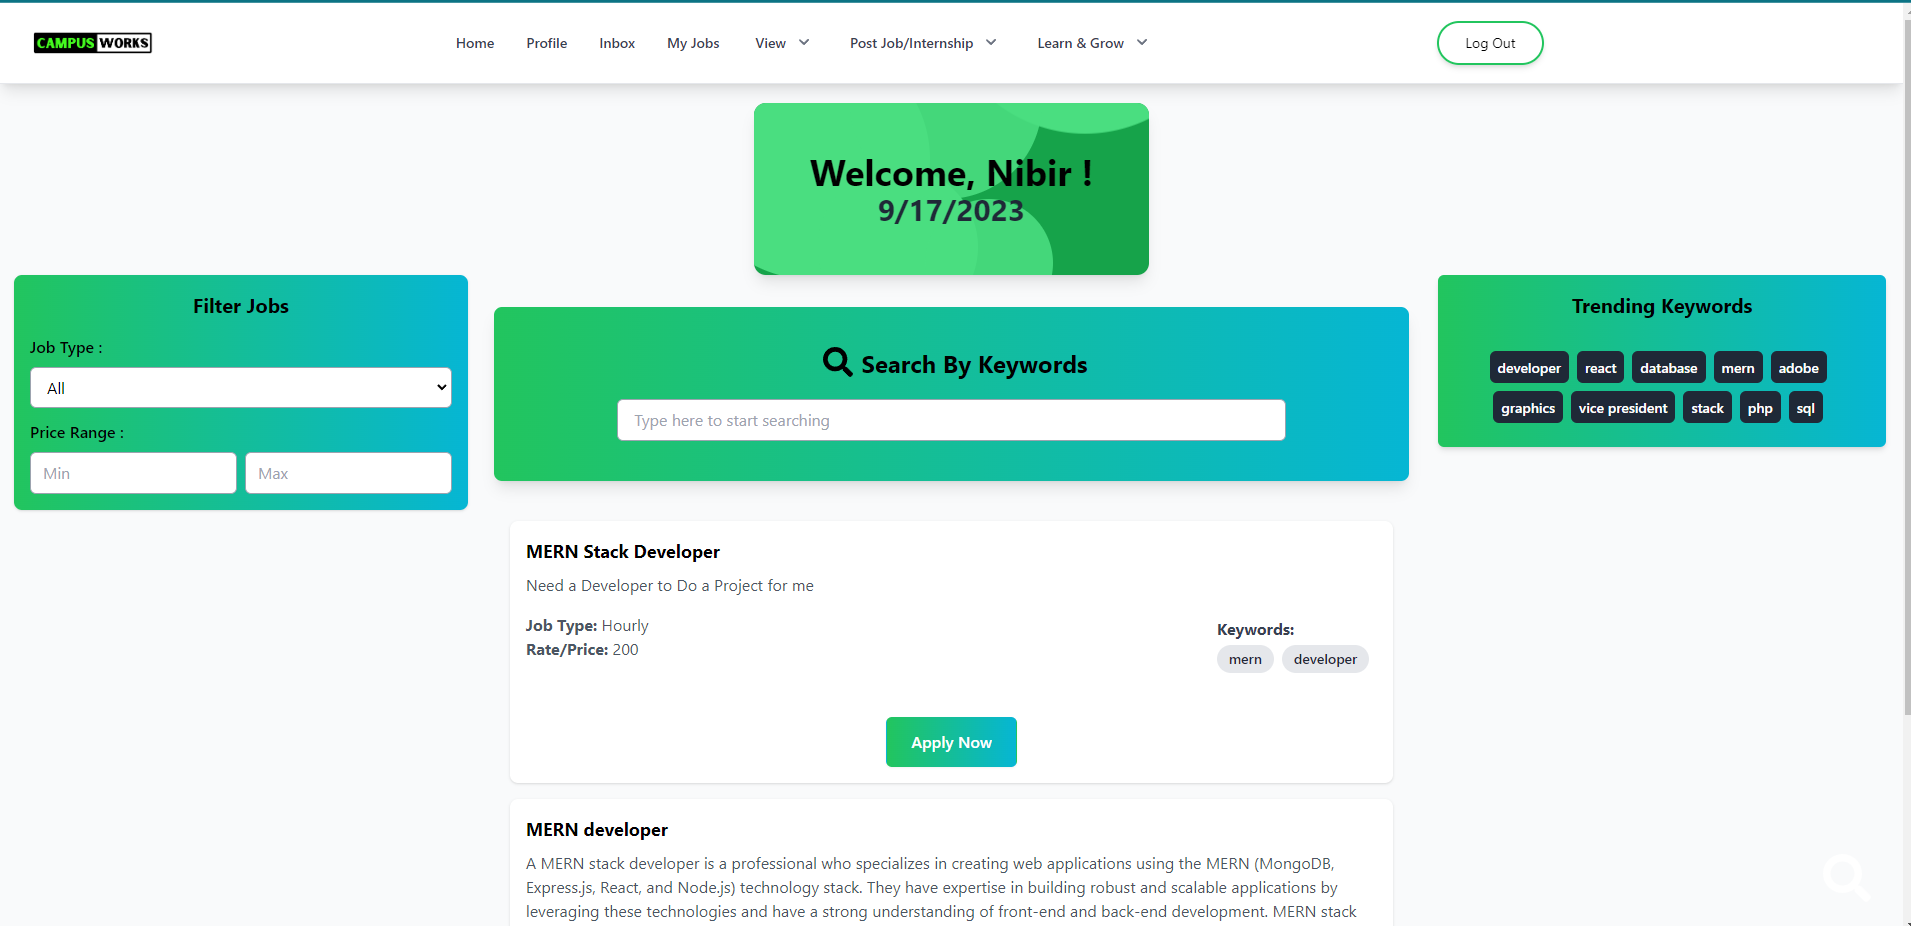 CAMPUS WORKS
Home Profile Inbox My Jobs View Post Job/Internship Learn & Grow Log Out
Welcome, Nibir !
9/17/2023
Filter Jobs
Job Type :
All
Price Range :
Min Max
Search By Keywords
Type here to start searching
Trending Keywords
developer react database mern adobe
graphics vice president stack php sql
MERN Stack Developer
Need a Developer to Do a Project for me
Job Type: Hourly
Rate/Price: 200
Keywords:
mern developer
Apply Now
MERN developer
A MERN stack developer is a professional who specializes in creating web applications using the MERN (MongoDB,
Express.js, React, and Node.js) technology stack. They have expertise in building robust and scalable applications by
leveraging these technologies and have a strong understanding of front-end and back-end development. MERN stack